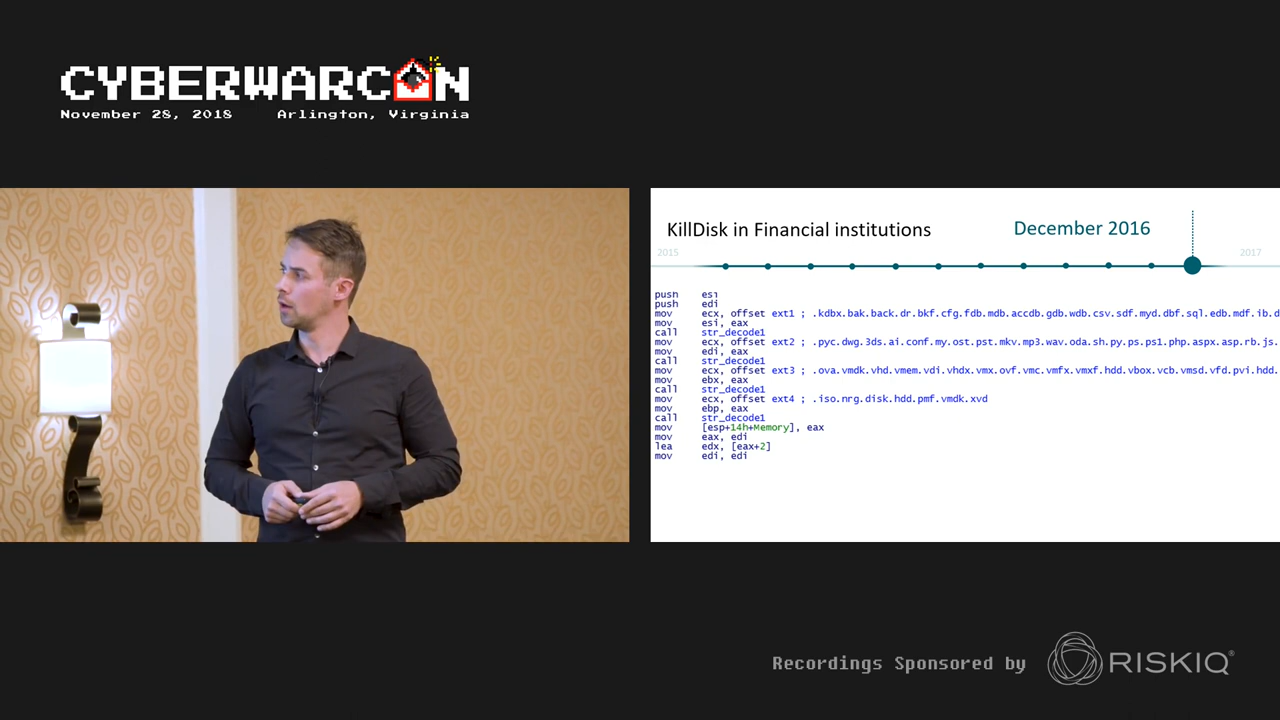 CYBERWARCON
November 28, 2018 Arlington, Virginia
KillDisk in Financial institutions
December 2016
2015
2017
push esi
push edi
mov ecx, offset ext1 ; .kdbx.bak.back.dr.bkf.cfg.fdb.mdb.accdb.gdb.wdb.csv.sdf.myd.dbf.sql.edb.mdf.ib.d
mov esi, eax
call str_decode1
mov ecx, offset ext2 ; .pyc.dwg.3ds.ai.conf.my.ost.pst.mkv.mp3.wav.oda.sh.py.ps.ps1.php.aspx.asp.rb.js.
mov edi, eax
call str_decode1
mov ecx, offset ext3 ; .ova.vmdk.vhd.vmem.vdi.vhdx.vmx.ovf.vmc.vmfx.vmxf.hdd.vbox.vcb.vmsd.vfd.pvi.hdd.
mov ebx, eax
call str_decode1
mov ecx, offset ext4 ; .iso.nrg.disk.hdd.pmf.vmdk.xvd
mov ebp, eax
call str_decode1
mov [esp+14h+Memory], eax
mov eax, edi
lea edx, [eax+2]
mov edi, edi
Recordings Sponsored by
RISKIQ®